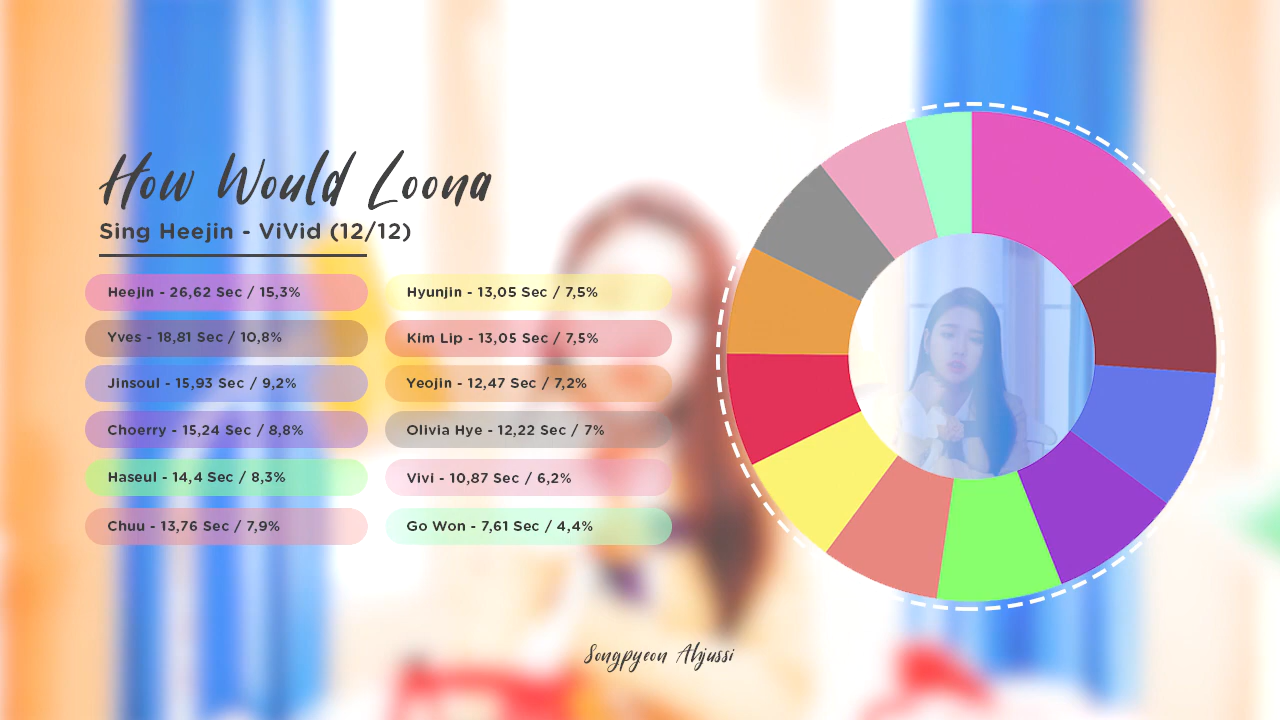 How Would Loona
Sing Heejin - ViVid (12/12)
Heejin - 26,62 Sec / 15,3%
Yves - 18,81 Sec / 10,8%
Jinsoul - 15,93 Sec / 9,2%
Choerry - 15,24 Sec / 8,8%
Haseul - 14,4 Sec / 8,3%
Chuu - 13,76 Sec / 7,9%
Hyunjin - 13,05 Sec / 7,5%
Kim Lip - 13,05 Sec / 7,5%
Yeojin - 12,47 Sec / 7,2%
Olivia Hye - 12,22 Sec / 7%
Vivi - 10,87 Sec / 6,2%
Go Won - 7,61 Sec / 4,4%
Songpyeon Ahjussi